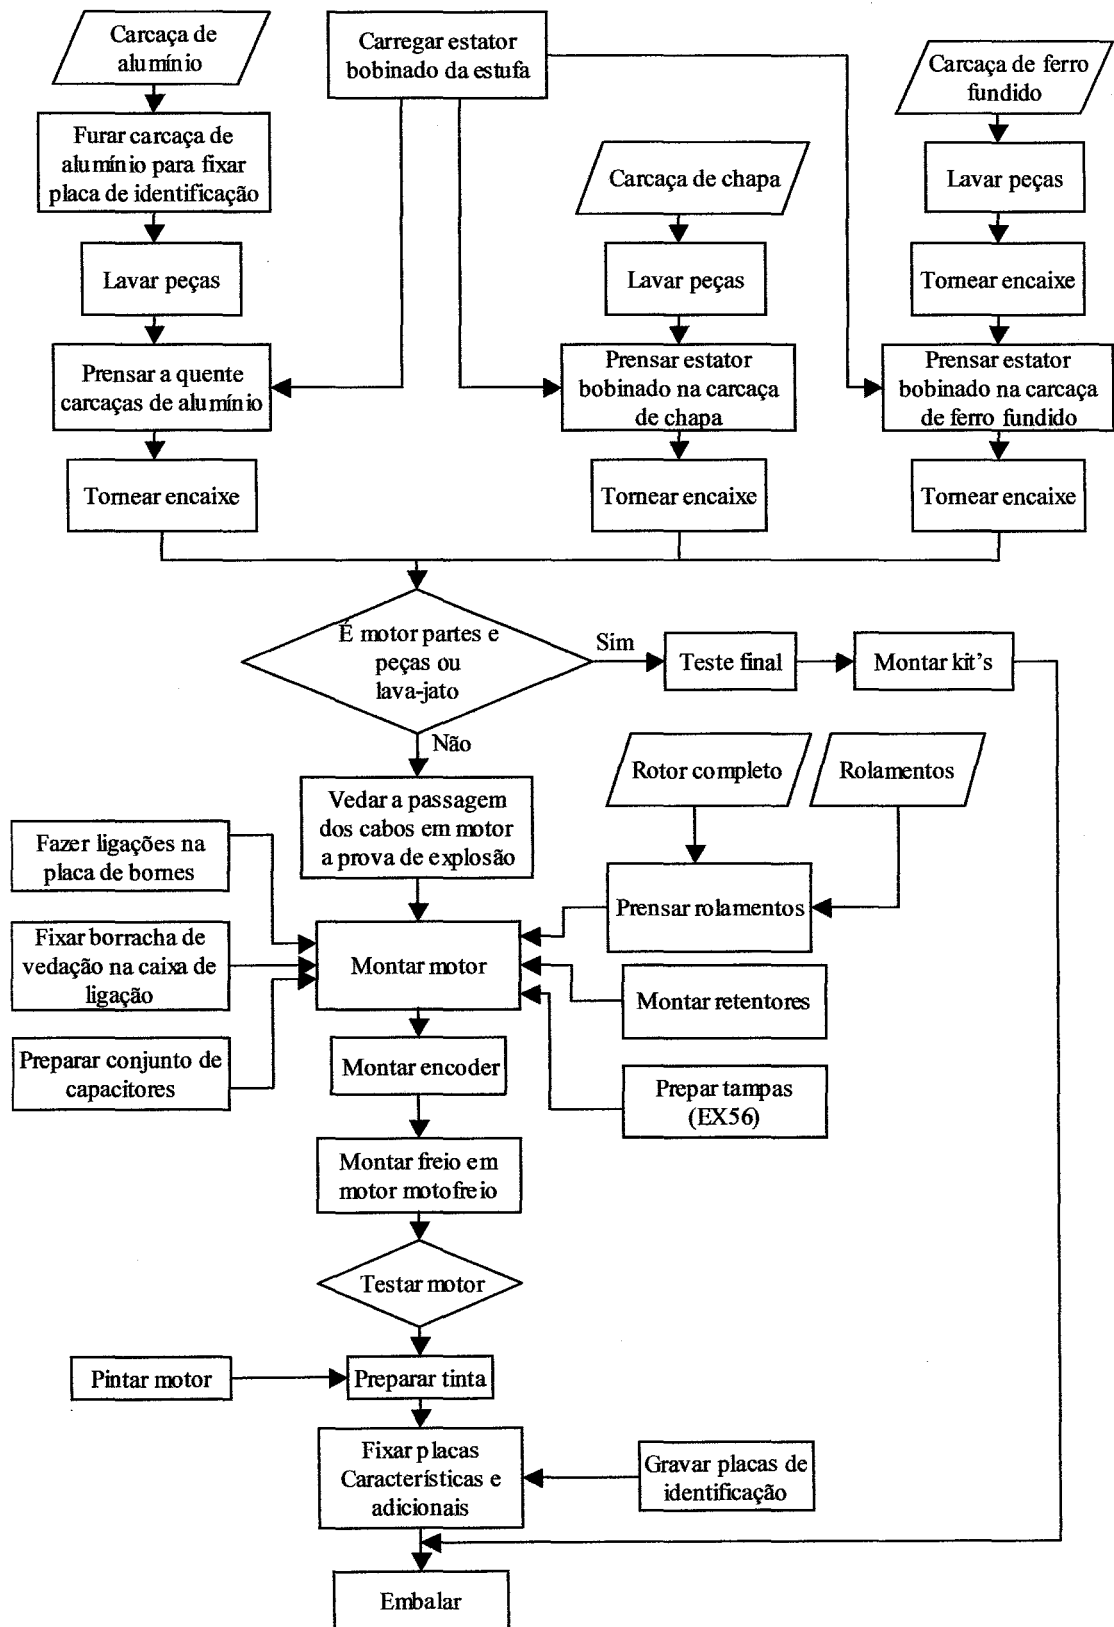 Carcaça de
alumínio
Carregar estator
bobinado da estufa
Carcaça de ferro
fundido
Furar carcaça de
alumínio para fixar
placa de identificação
Carcaça de chapa
Lavar peças
Lavar peças
Lavar peças
Tornear encaixe
Prensar a quente
carcaças de alumínio
Prensar estator
bobinado na carcaça
de chapa
Prensar estator
bobinado na carcaça
de ferro fundido
Tornear encaixe
Tornear encaixe
Tornear encaixe
É motor partes e
peças ou
lava-jato
Sim
Teste final
Montar kit's
Não
Rotor completo
Rolamentos
Vedar a passagem
dos cabos em motor
a prova de explosão
Fazer ligações na
placa de bornes
Prensar rolamentos
Fixar borracha de
vedação na caixa de
ligação
Montar motor
Montar retentores
Preparar conjunto de
capacitores
Montar encoder
Prepar tampas
(EX56)
Montar freio em
motor motofreio
Testar motor
Pintar motor
Preparar tinta
Fixar placas
Características e
adicionais
Gravar placas de
identificação
Embalar